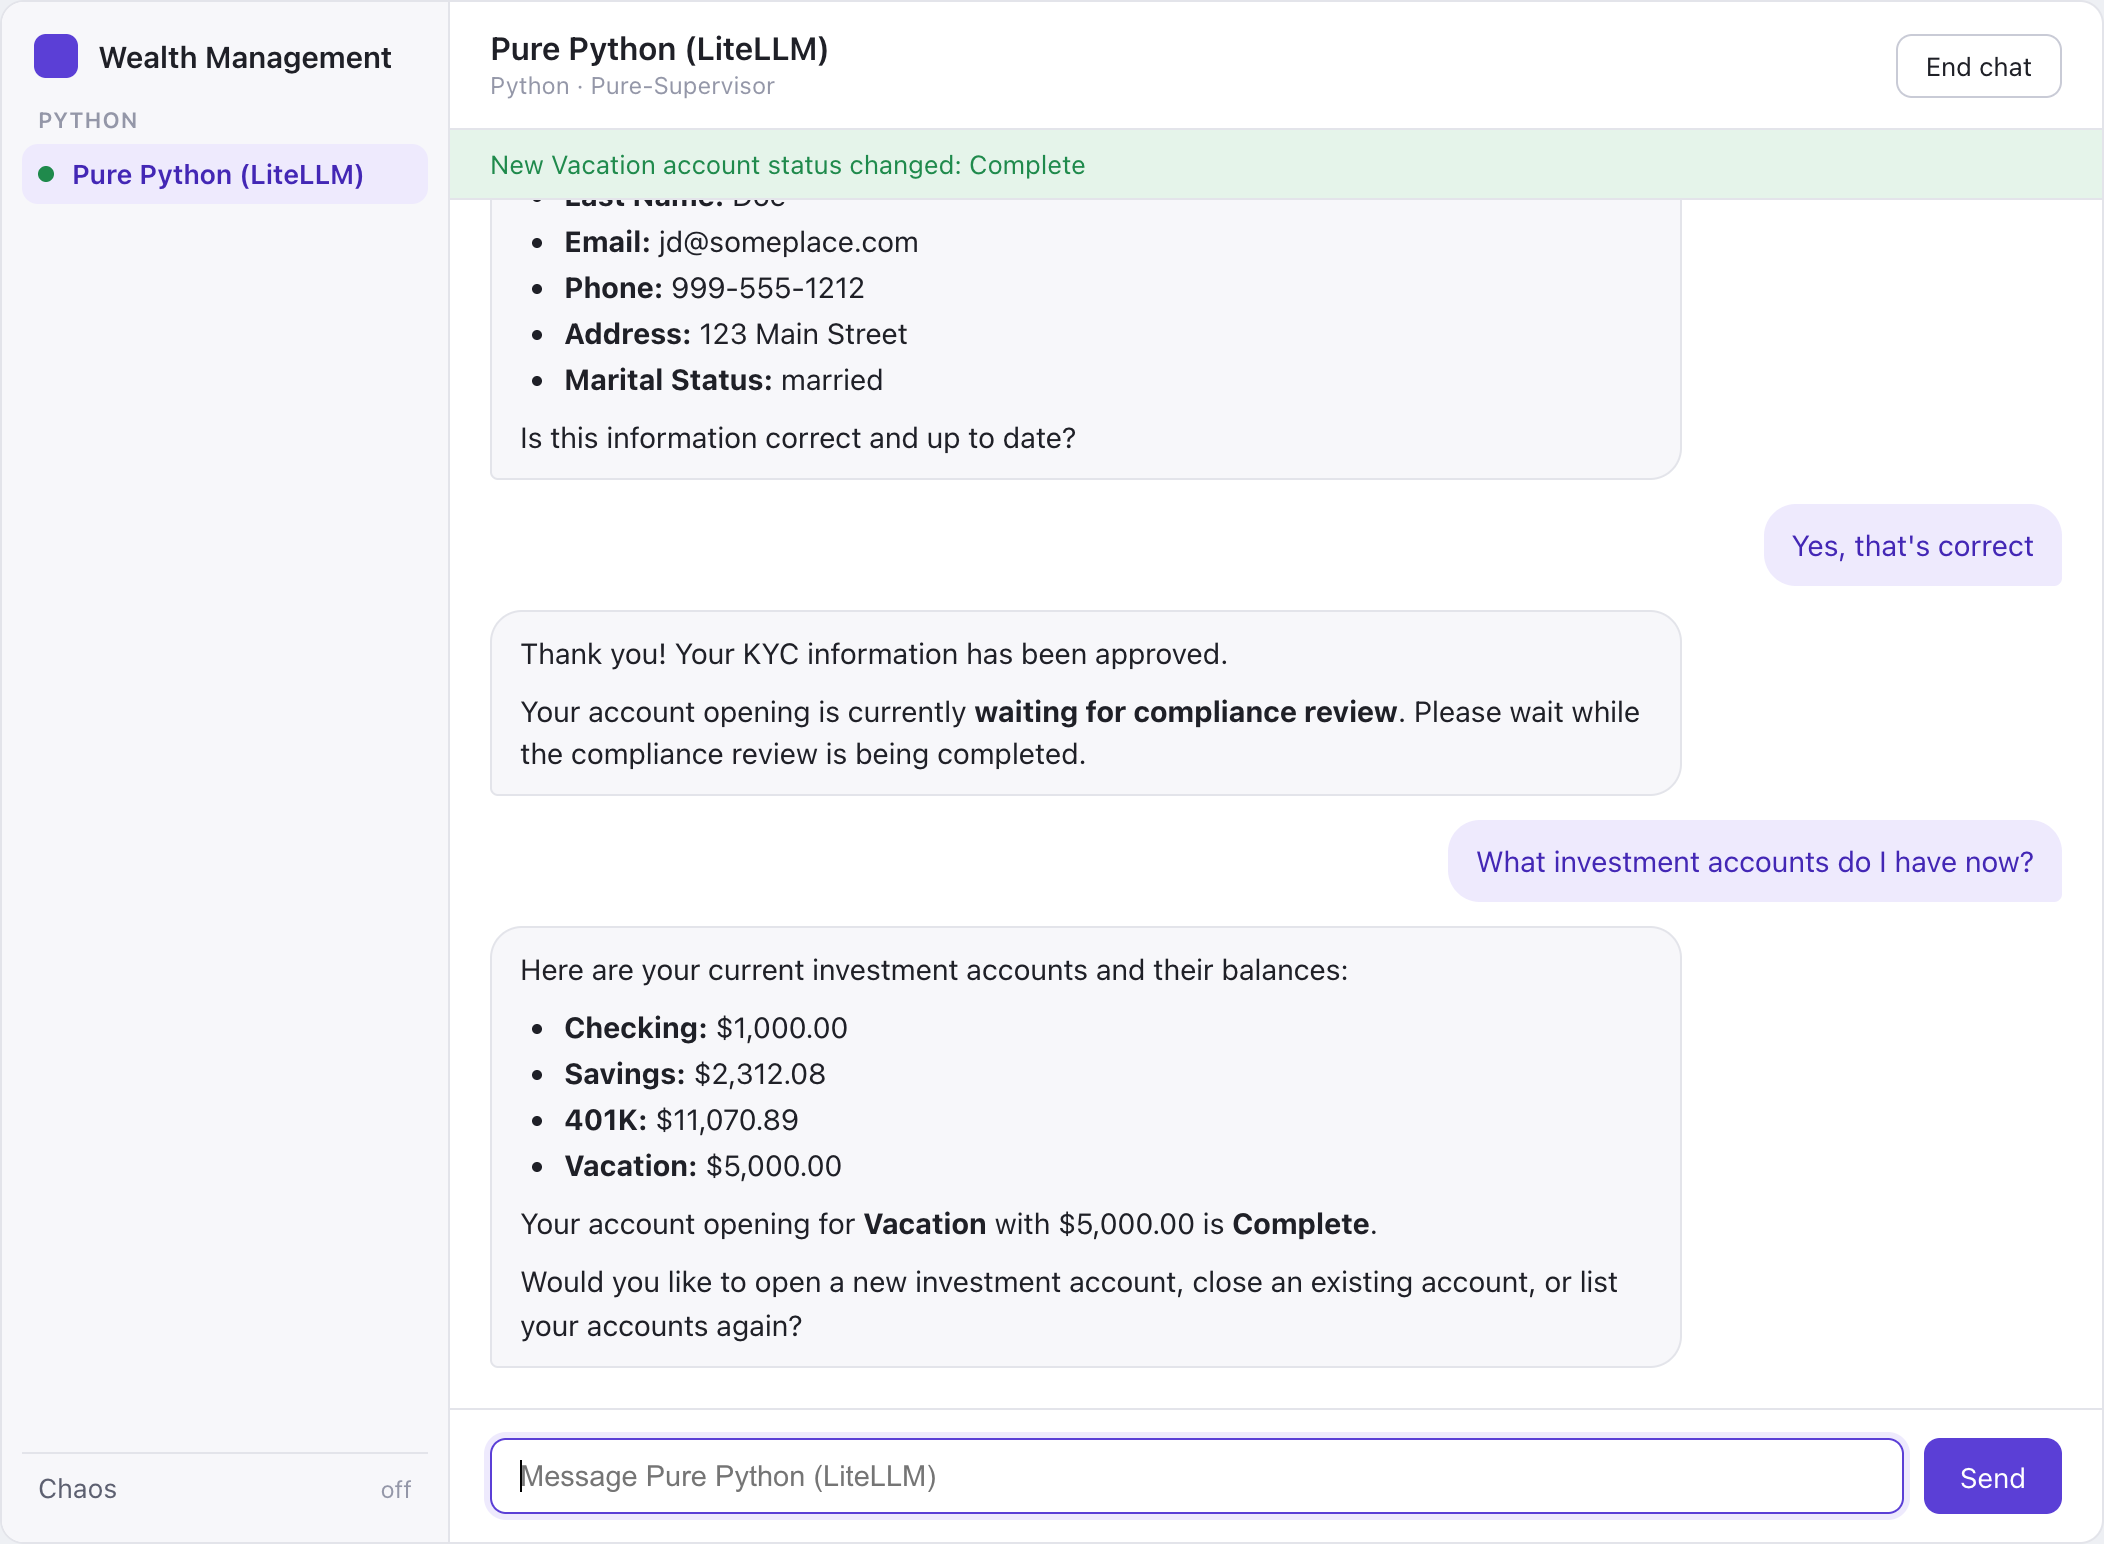 Wealth Management
PYTHON
Pure Python (LiteLLM)
Chaos
off
Pure Python (LiteLLM)
Python · Pure-Supervisor
End chat
New Vacation account status changed: Complete
Last Name: Doe
Email: jd@someplace.com
Phone: 999-555-1212
Address: 123 Main Street
Marital Status: married
Is this information correct and up to date?
Yes, that's correct
Thank you! Your KYC information has been approved.
Your account opening is currently waiting for compliance review. Please wait while
the compliance review is being completed.
What investment accounts do I have now?
Here are your current investment accounts and their balances:
Checking: $1,000.00
Savings: $2,312.08
401K: $11,070.89
Vacation: $5,000.00
Your account opening for Vacation with $5,000.00 is Complete.
Would you like to open a new investment account, close an existing account, or list
your accounts again?
Message Pure Python (LiteLLM)
Send